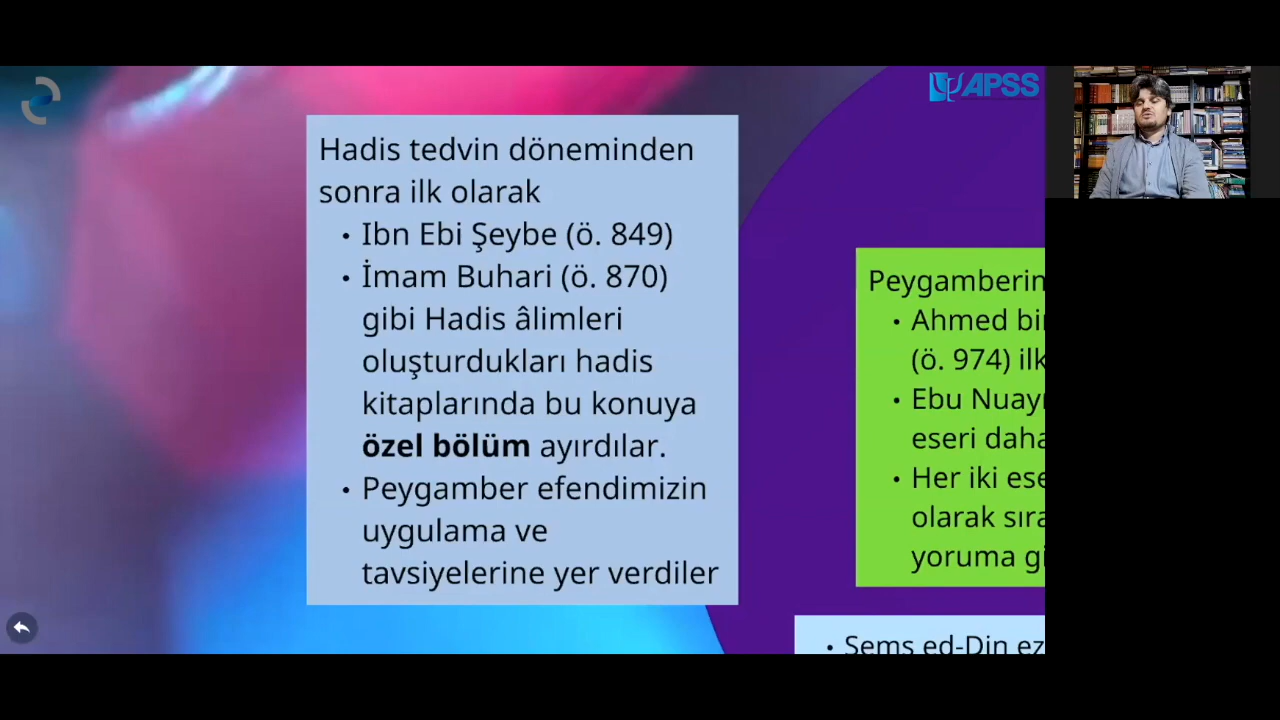 APSS
Hadis tedvin döneminden
sonra ilk olarak
• Ibn Ebi Şeybe (ö. 849)
• İmam Buhari (ö. 870)
gibi Hadis âlimleri
oluşturdukları hadis
kitaplarında bu konuya
özel bölüm ayırdılar.
• Peygamber efendimizin
uygulama ve
tavsiyelerine yer verdiler
Peygamberin
• Ahmed bi
(ö. 974) ilk
• Ebu Nuay
eseri daha
• Her iki ese
olarak sıra
yoruma gi
• Sems ed-Din ez